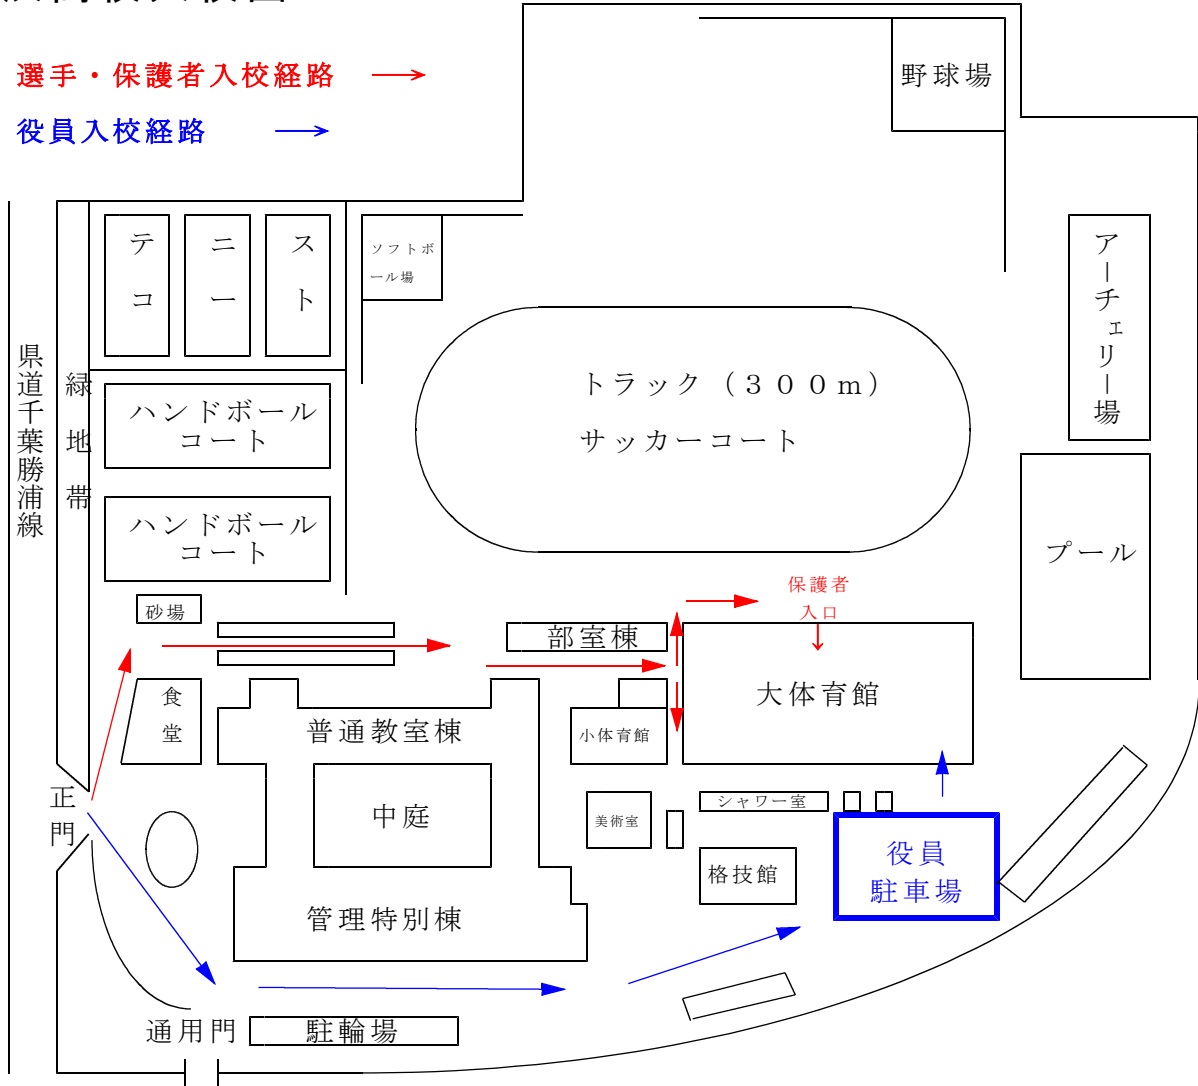 選手・保護者入校経路
役員入校経路
野球場
テニス
コート
ソフトボ
ール場
アーチェリー場
県道千葉勝浦線
緑地帯
トラック（３００ｍ）
サッカーコート
ハンドボール
コート
ハンドボール
コート
プール
保護者
入口
砂場
部室棟
大体育館
食堂
普通教室棟
小体育館
正門
中庭
美術室
シャワー室
格技館
役員
駐車場
管理特別棟
通用門
駐輪場